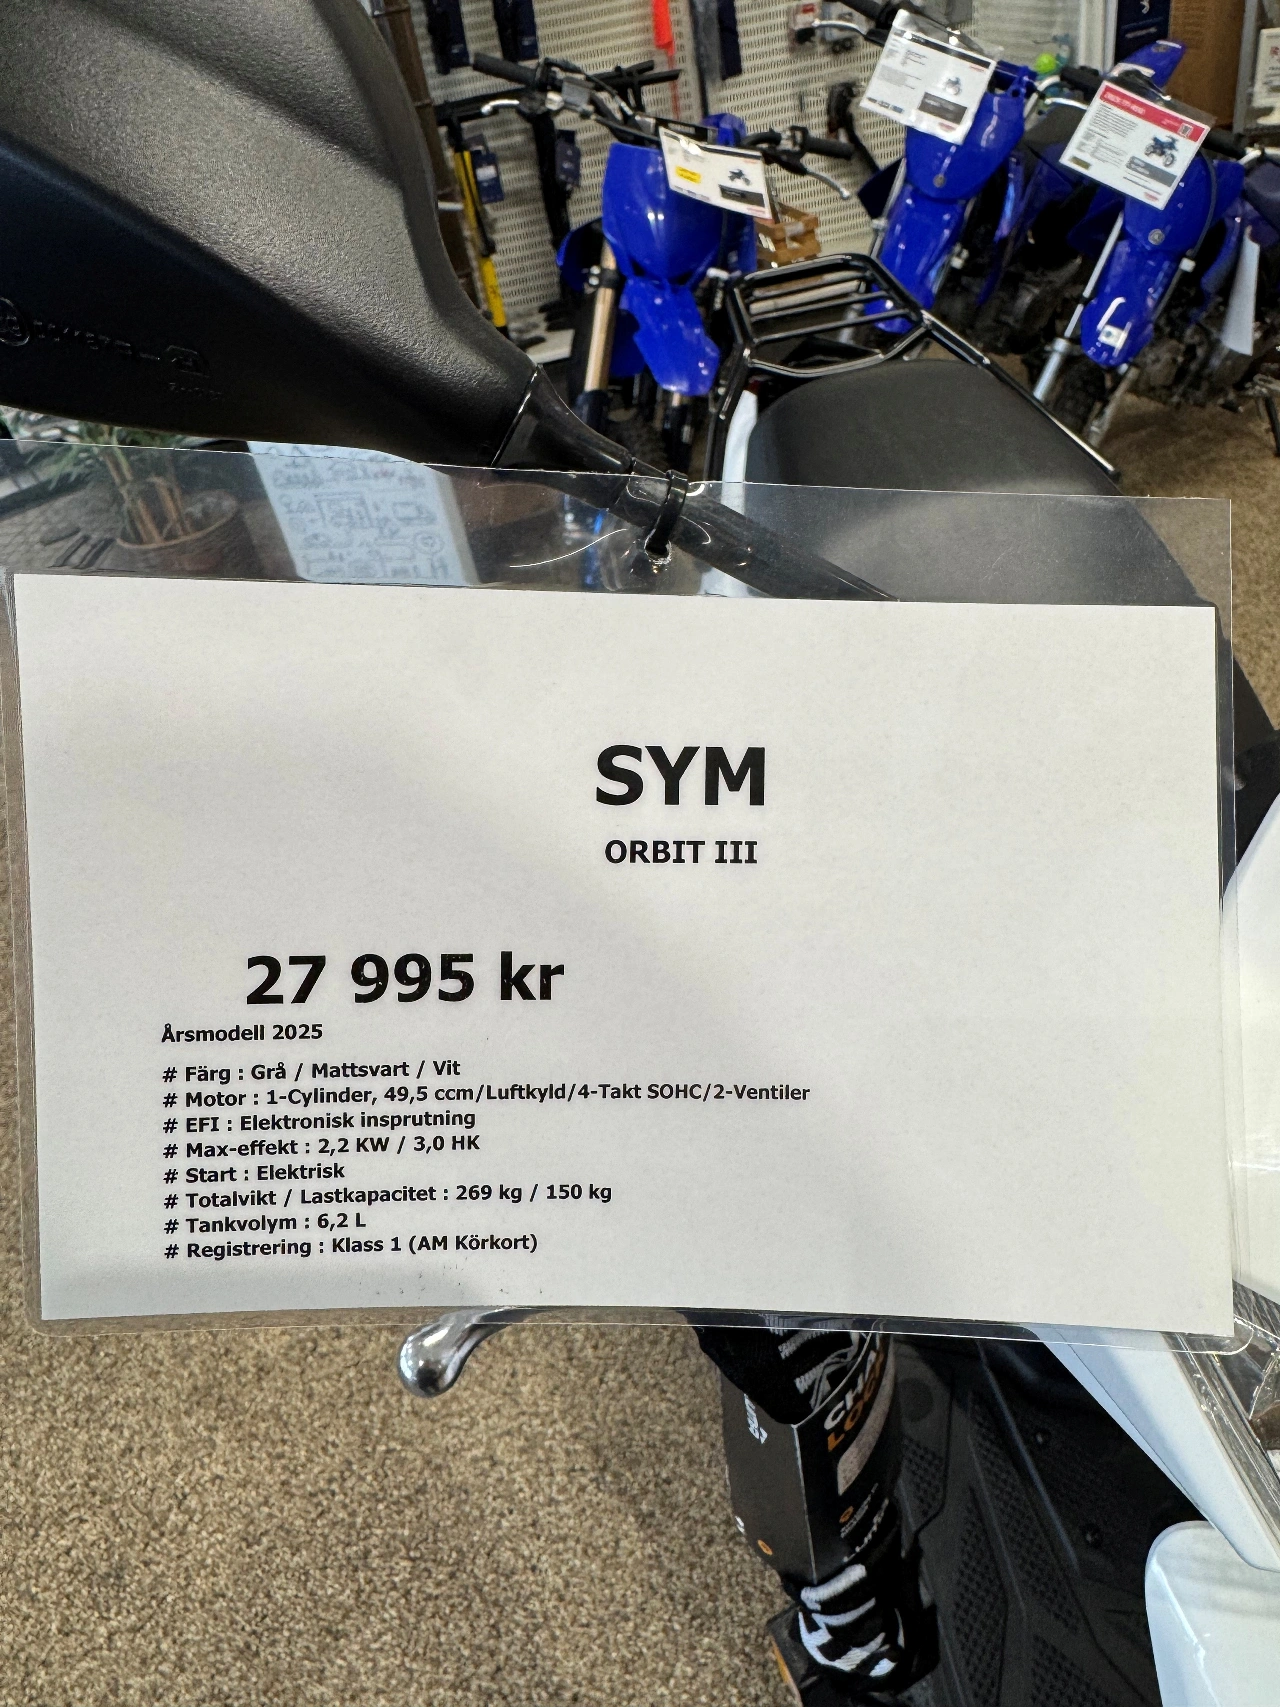 SYM
ORBIT III
27 995 kr
Årsmodell 2025
# Färg : Grå / Mattsvart / Vit
# Motor : 1-Cylinder, 49,5 ccm/Luftkyld/4-Takt SOHC/2-Ventiler
# EFI : Elektronisk insprutning
# Max-effekt : 2,2 KW / 3,0 HK
# Start : Elektrisk
# Totalvikt / Lastkapacitet : 269 kg / 150 kg
# Tankvolym : 6,2 L
# Registrering : Klass 1 (AM Körkort)